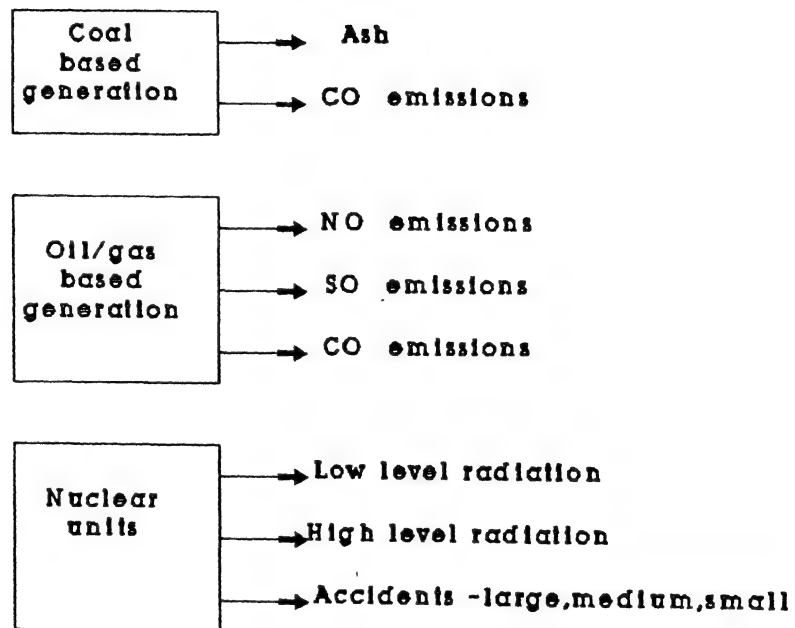 Coal
based
generation
Ash
CO emissions
Oil/gas
based
generation
NO emissions
SO emissions
CO emissions
Nuclear
units
Low level radiation
High level radiation
Accidents -large,medium,small